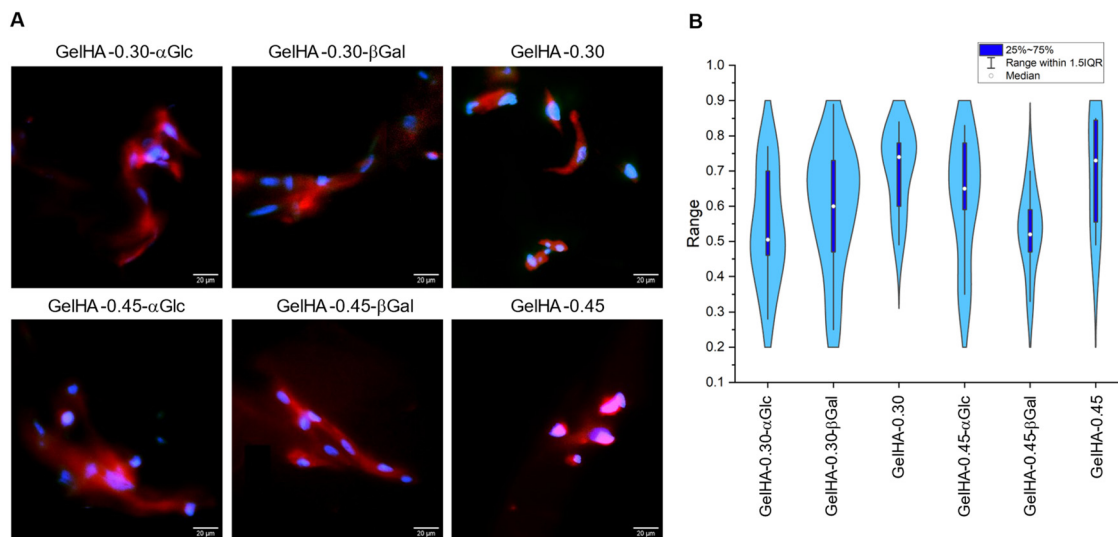 A
GelHA-0.30-αGlc GelHA-0.30-βGal GelHA-0.30
20 µm 20 µm 20 µm
GelHA-0.45-αGlc GelHA-0.45-βGal GelHA-0.45
20 µm 20 µm 20 µm
B
25%~75%
Range within 1.5IQR
Median
Range
1.0
0.9
0.8
0.7
0.6
0.5
0.4
0.3
0.2
0.1
GelHA-0.30-αGlc
GelHA-0.30-βGal
GelHA-0.30
GelHA-0.45-αGlc
GelHA-0.45-βGal
GelHA-0.45